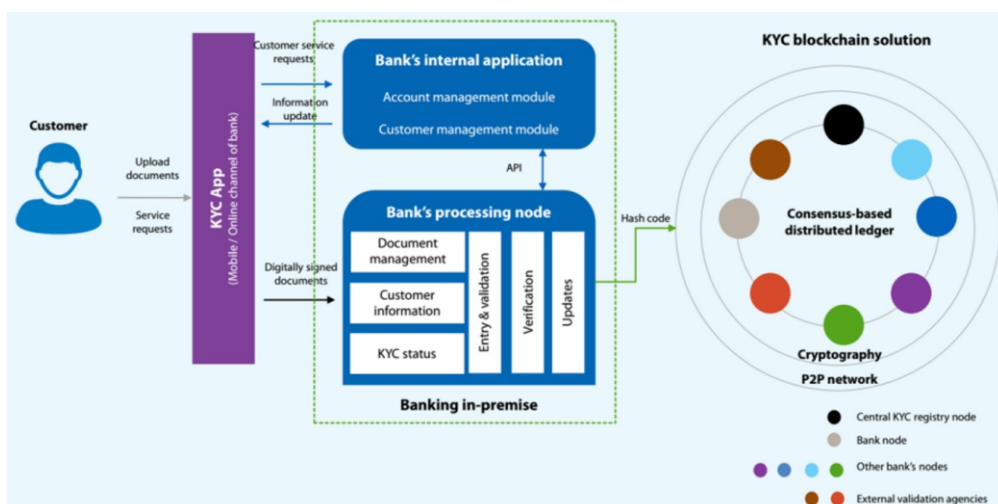 KYC blockchain solution
Customer service
requests
Bank's internal application
Account management module
Information
update
Customer management module
Customer
Upload
documents
Service
requests
KYC App
(Mobile / Online channel of bank)
API
Bank's processing node
Hash code
Document
management
Customer
information
KYC status
Entry & validation
Verification
Updates
Digitally signed
documents
Banking in-premise
Consensus-based
distributed ledger
Cryptography
P2P network
Central KYC registry node
Bank node
Other bank's nodes
External validation agencies